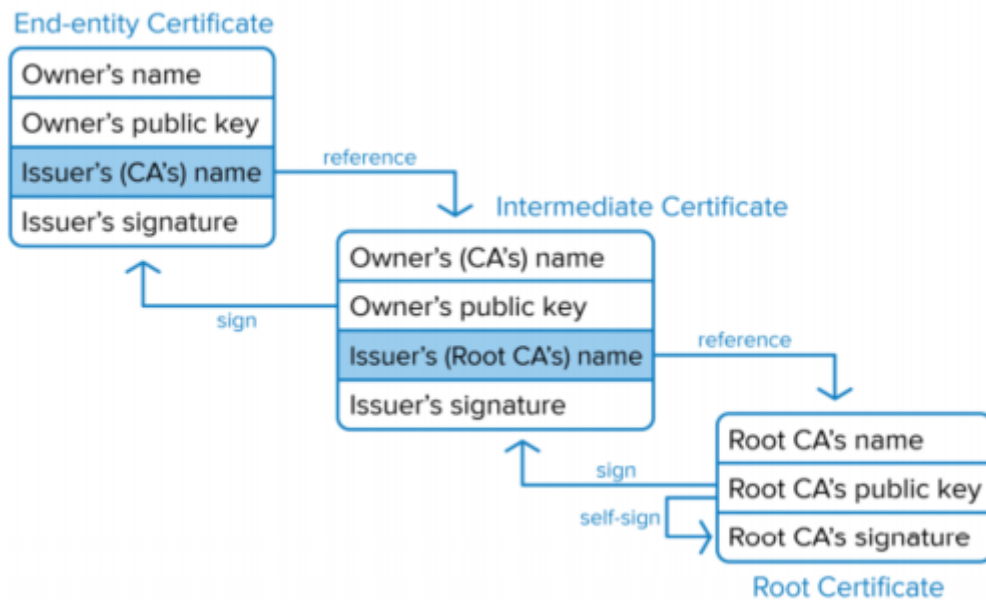 End-entity Certificate
Owner's name
Owner's public key
Issuer's (CA's) name
Issuer's signature
reference
sign
Intermediate Certificate
Owner's (CA's) name
Owner's public key
Issuer's (Root CA's) name
Issuer's signature
reference
sign
self-sign
Root CA's name
Root CA's public key
Root CA's signature
Root Certificate